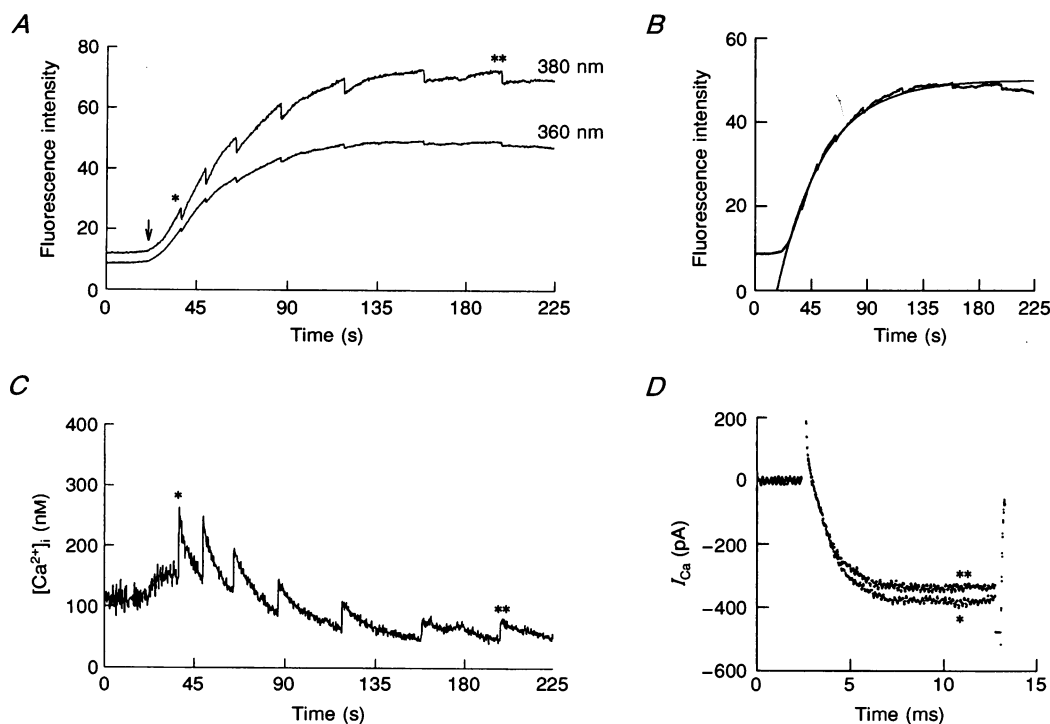 A
Fluorescence intensity
80
60
40
20
0
**
380 nm
360 nm
*
0 45 90 135 180 225
Time (s)
B
Fluorescence intensity
60
40
20
0
0 45 90 135 180 225
Time (s)
C
[Ca²⁺]ᵢ (nM)
400
300
200
100
0
*
**
0 45 90 135 180 225
Time (s)
D
I_Ca (pA)
200
0
−200
−400
−600
**
*
0 5 10 15
Time (ms)